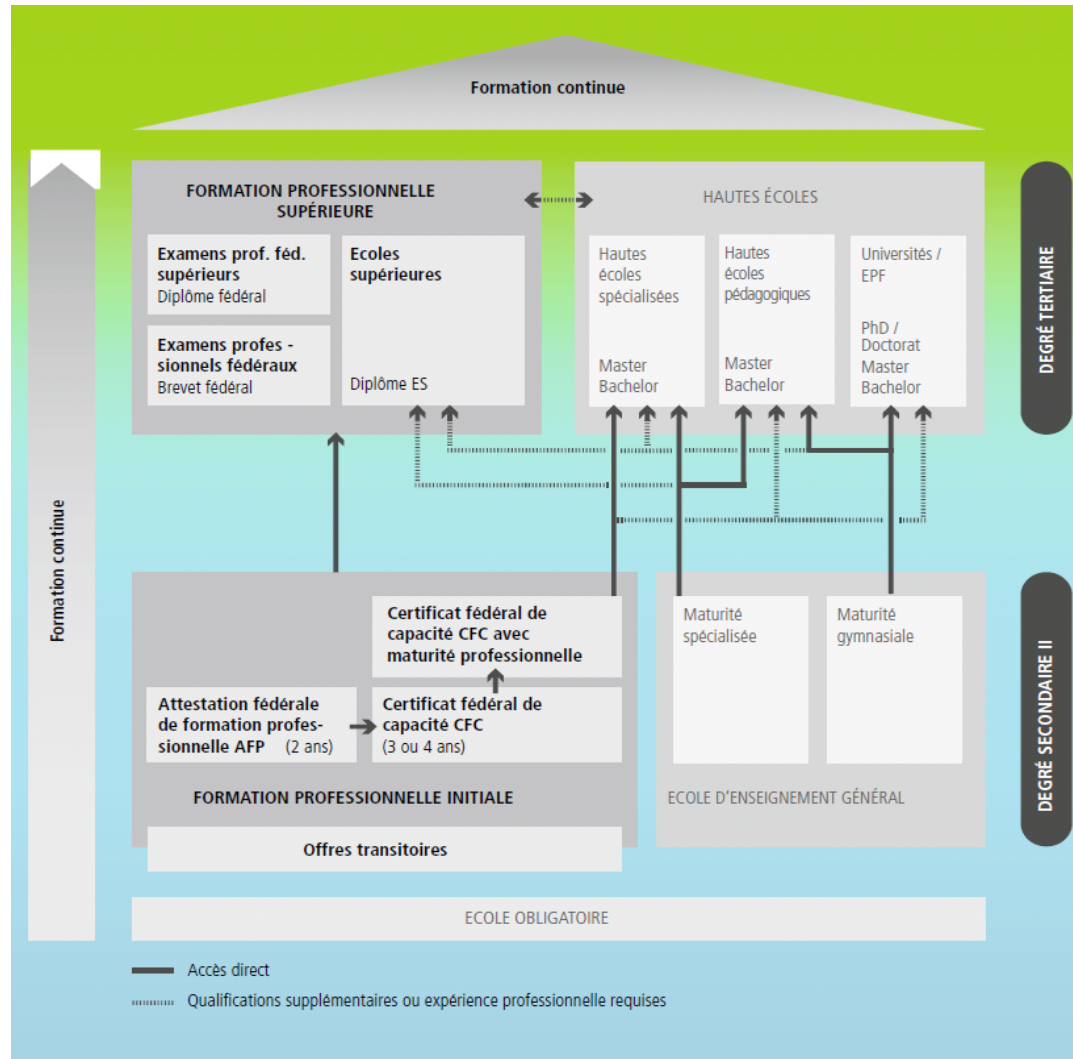 Formation continue
Formation continue
FORMATION PROFESSIONNELLE
SUPÉRIEURE
Examens prof. féd.
supérieurs
Diplôme fédéral
Examens profes -
sionnels fédéraux
Brevet fédéral
Ecoles
supérieures
Diplôme ES
HAUTES ÉCOLES
Hautes
écoles
spécialisées
Master
Bachelor
Hautes
écoles
pédagogiques
Master
Bachelor
Universités /
EPF
PhD /
Doctorat
Master
Bachelor
DEGRÉ TERTIAIRE
Certificat fédéral de
capacité CFC avec
maturité professionnelle
Attestation fédérale
de formation profes-
sionnelle AFP (2 ans)
Certificat fédéral de
capacité CFC
(3 ou 4 ans)
FORMATION PROFESSIONNELLE INITIALE
Offres transitoires
Maturité
spécialisée
Maturité
gymnasiale
ECOLE D'ENSEIGNEMENT GÉNÉRAL
DEGRÉ SECONDAIRE II
ECOLE OBLIGATOIRE
Accès direct
Qualifications supplémentaires ou expérience professionnelle requises